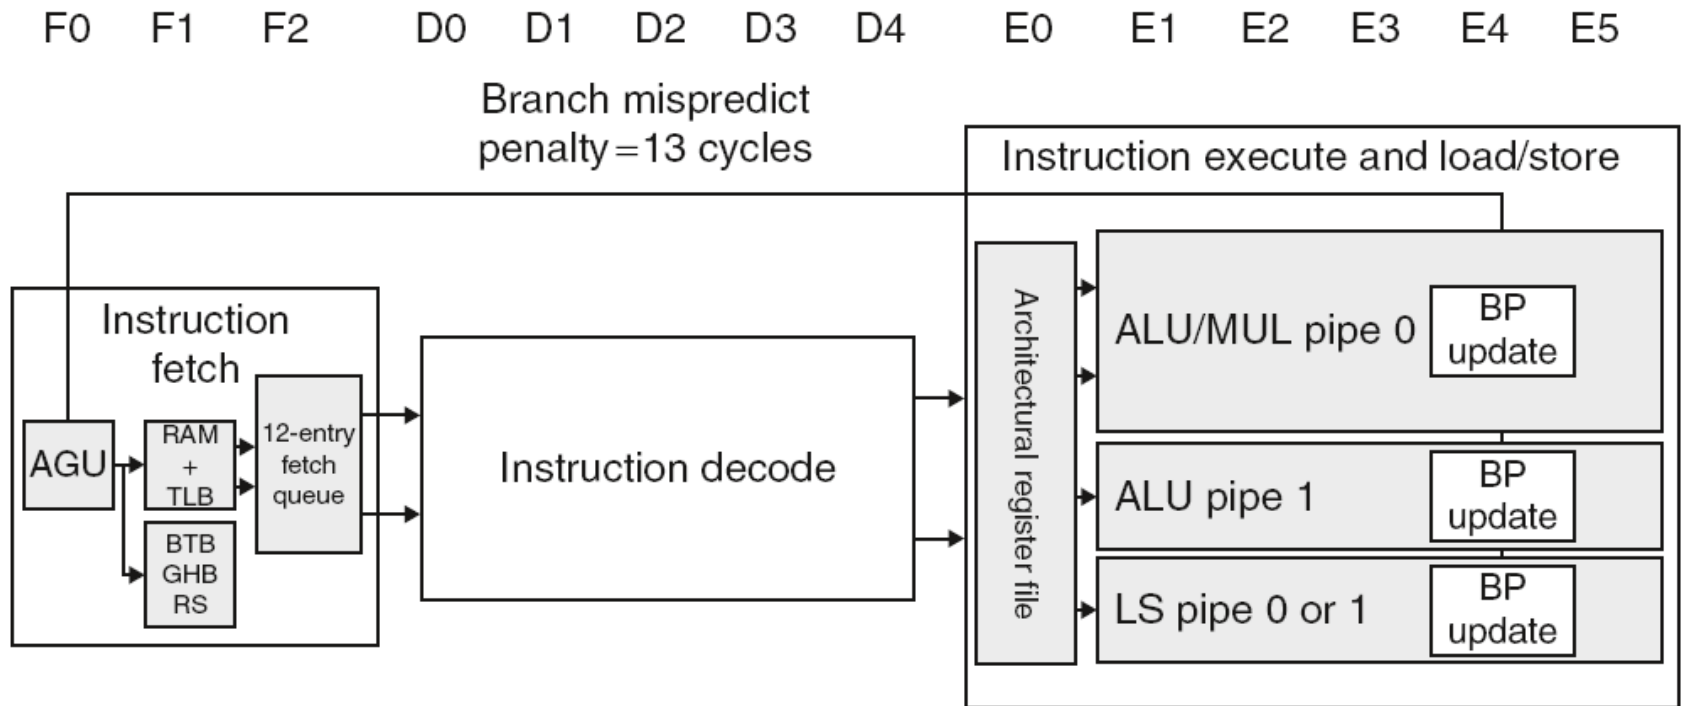 F0 F1 F2 D0 D1 D2 D3 D4 E0 E1 E2 E3 E4 E5
Branch mispredict
penalty=13 cycles
Instruction execute and load/store
Instruction
fetch
AGU
RAM
+
TLB
BTB
GHB
RS
12-entry
fetch
queue
Instruction decode
Architectural register file
ALU/MUL pipe 0
BP
update
ALU pipe 1
BP
update
LS pipe 0 or 1
BP
update